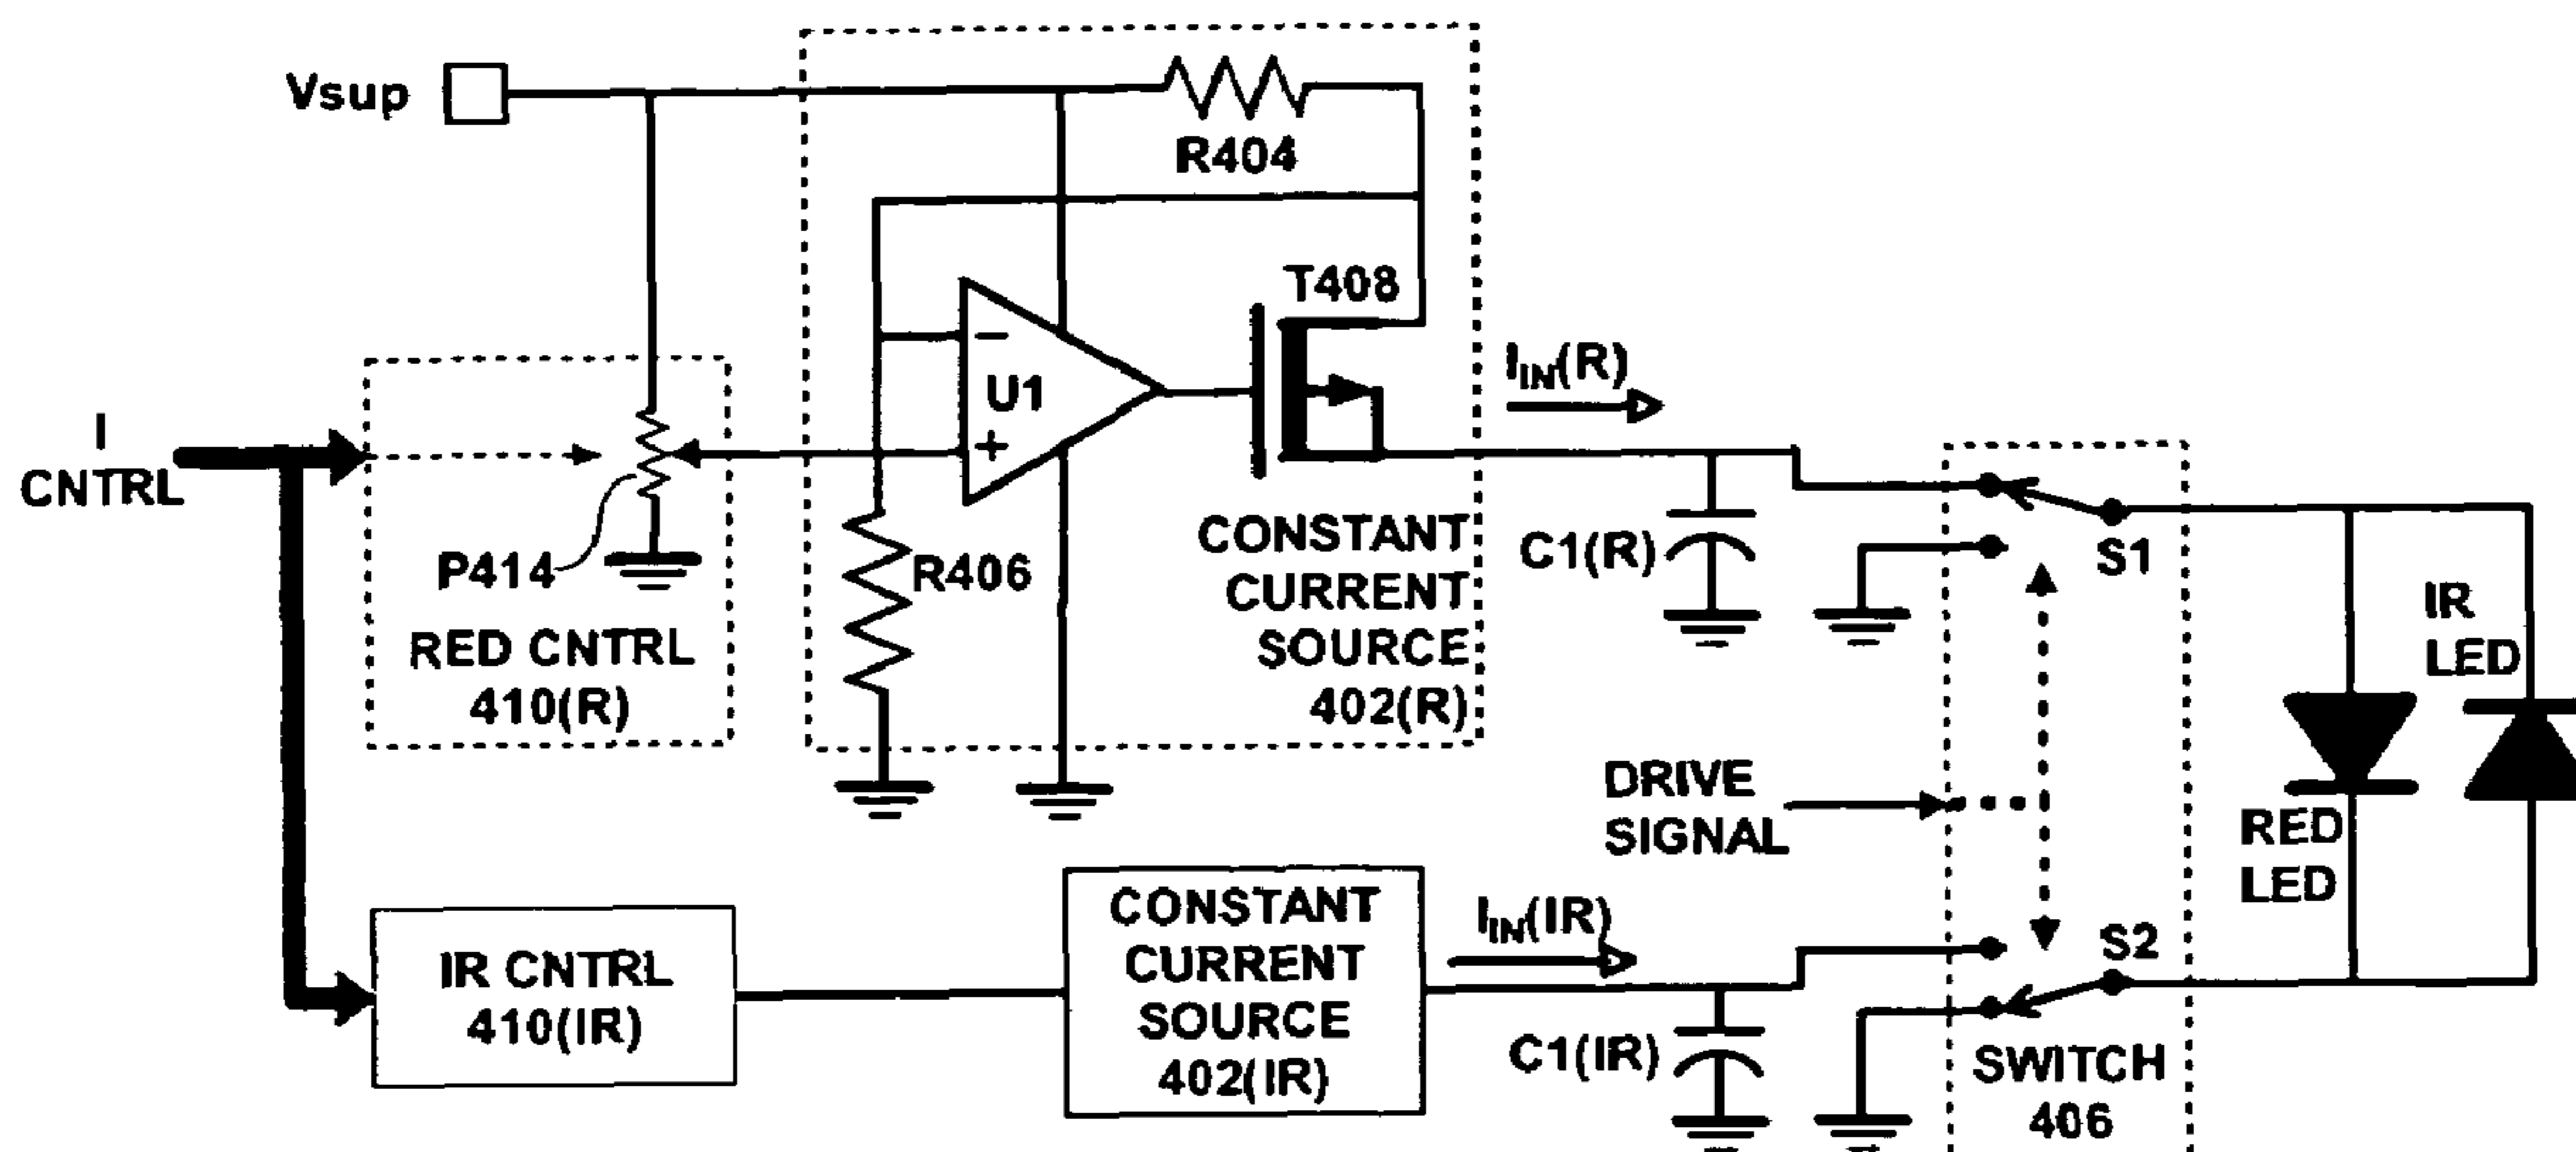 Vsup
R404
T408
−
U1
+
I
CNTRL
P414
RED CNTRL
410(R)
R406
CONSTANT
CURRENT
SOURCE
402(R)
IIN(R)
C1(R)
S1
IR
LED
DRIVE
SIGNAL
RED
LED
IR CNTRL
410(IR)
CONSTANT
CURRENT
SOURCE
402(IR)
IIN(IR)
C1(IR)
S2
SWITCH
406